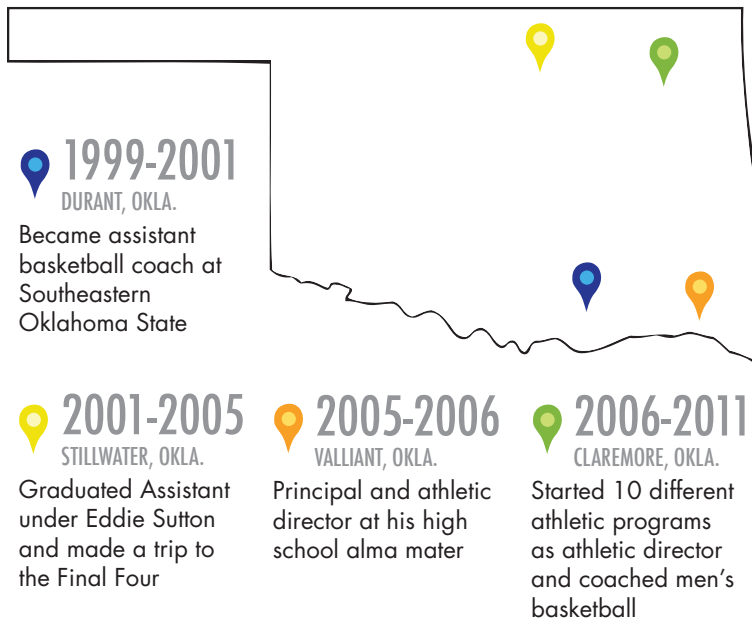 1999-2001
DURANT, OKLA.
Became assistant
basketball coach at
Southeastern
Oklahoma State
2001-2005
STILLWATER, OKLA.
Graduated Assistant
under Eddie Sutton
and made a trip to
the Final Four
2005-2006
VALLIANT, OKLA.
Principal and athletic
director at his high
school alma mater
2006-2011
CLAREMORE, OKLA.
Started 10 different
athletic programs
as athletic director
and coached men’s
basketball